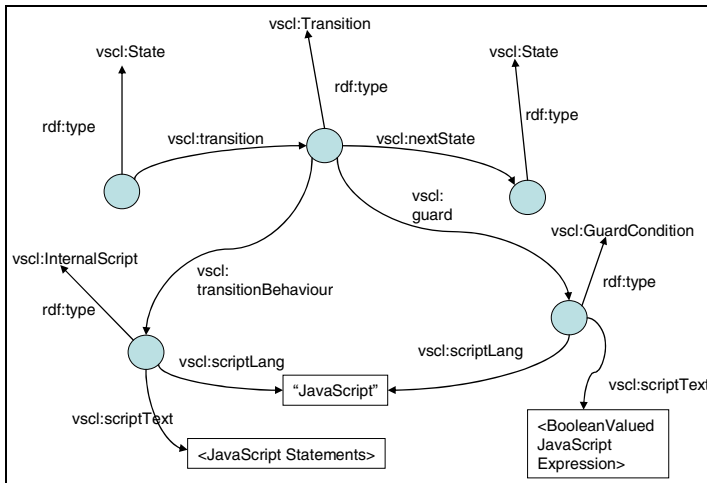 vscl:Transition
vscl:State
vscl:State
rdf:type
rdf:type
rdf:type
vscl:transition
vscl:nextState
vscl:
guard
vscl:GuardCondition
vscl:InternalScript
vscl:
transitionBehaviour
rdf:type
rdf:type
vscl:scriptLang
vscl:scriptLang
"JavaScript"
vscl:scriptText
vscl:scriptText
<JavaScript Statements>
<BooleanValued
JavaScript
Expression>